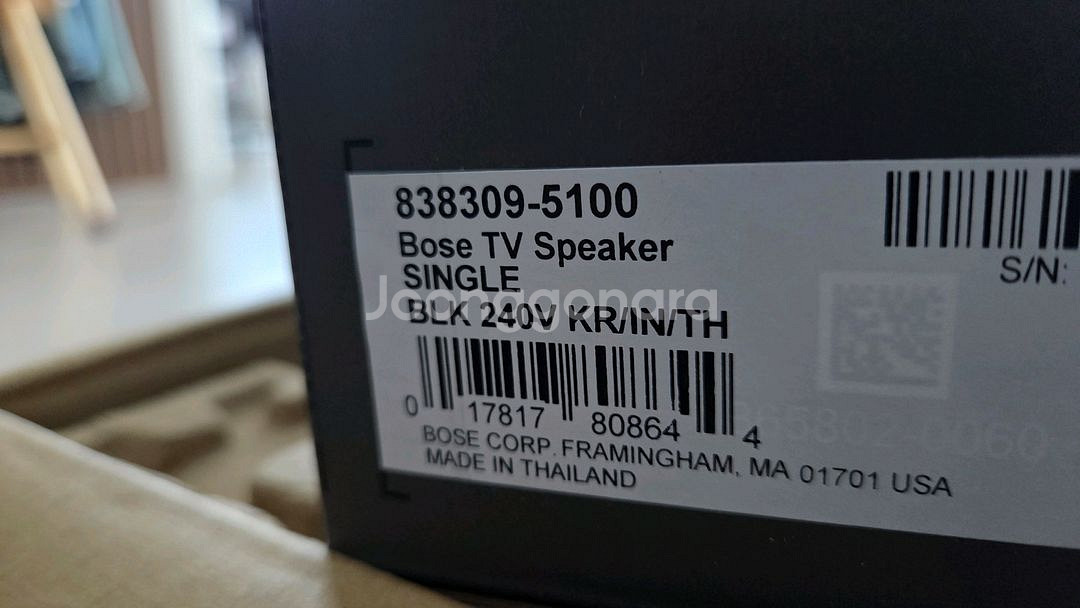 838309-5100
Bose TV Speaker
SINGLE
BLK 240V KR/IN/TH
0 17817 80864 4
BOSE CORP. FRAMINGHAM, MA 01701 USA
MADE IN THAILAND
S/N:
Joonggonara